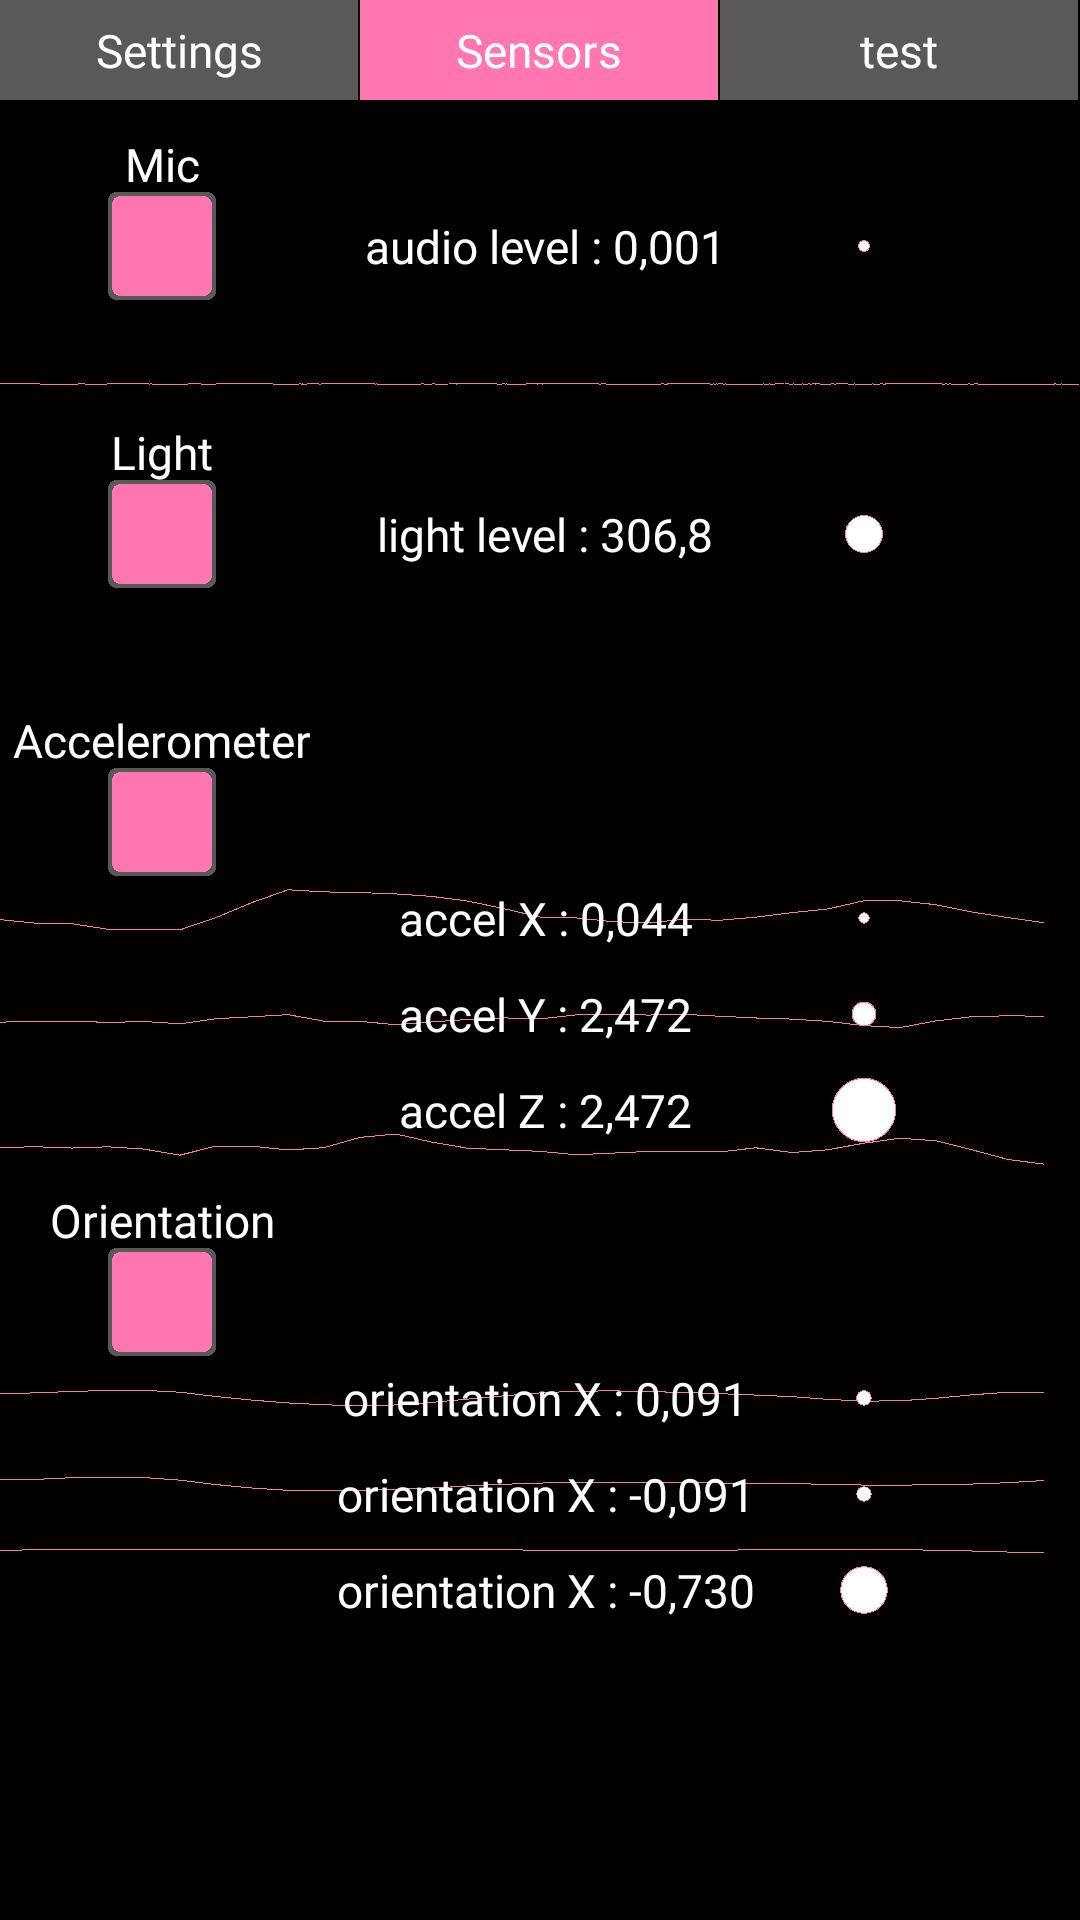 Settings
Sensors
test
Mic
audio level : 0,001
Light
light level : 306,8
Accelerometer
accel X : 0,044
accel Y : 2,472
accel Z : 2,472
Orientation
orientation X : 0,091
orientation X : -0,091
orientation X : -0,730